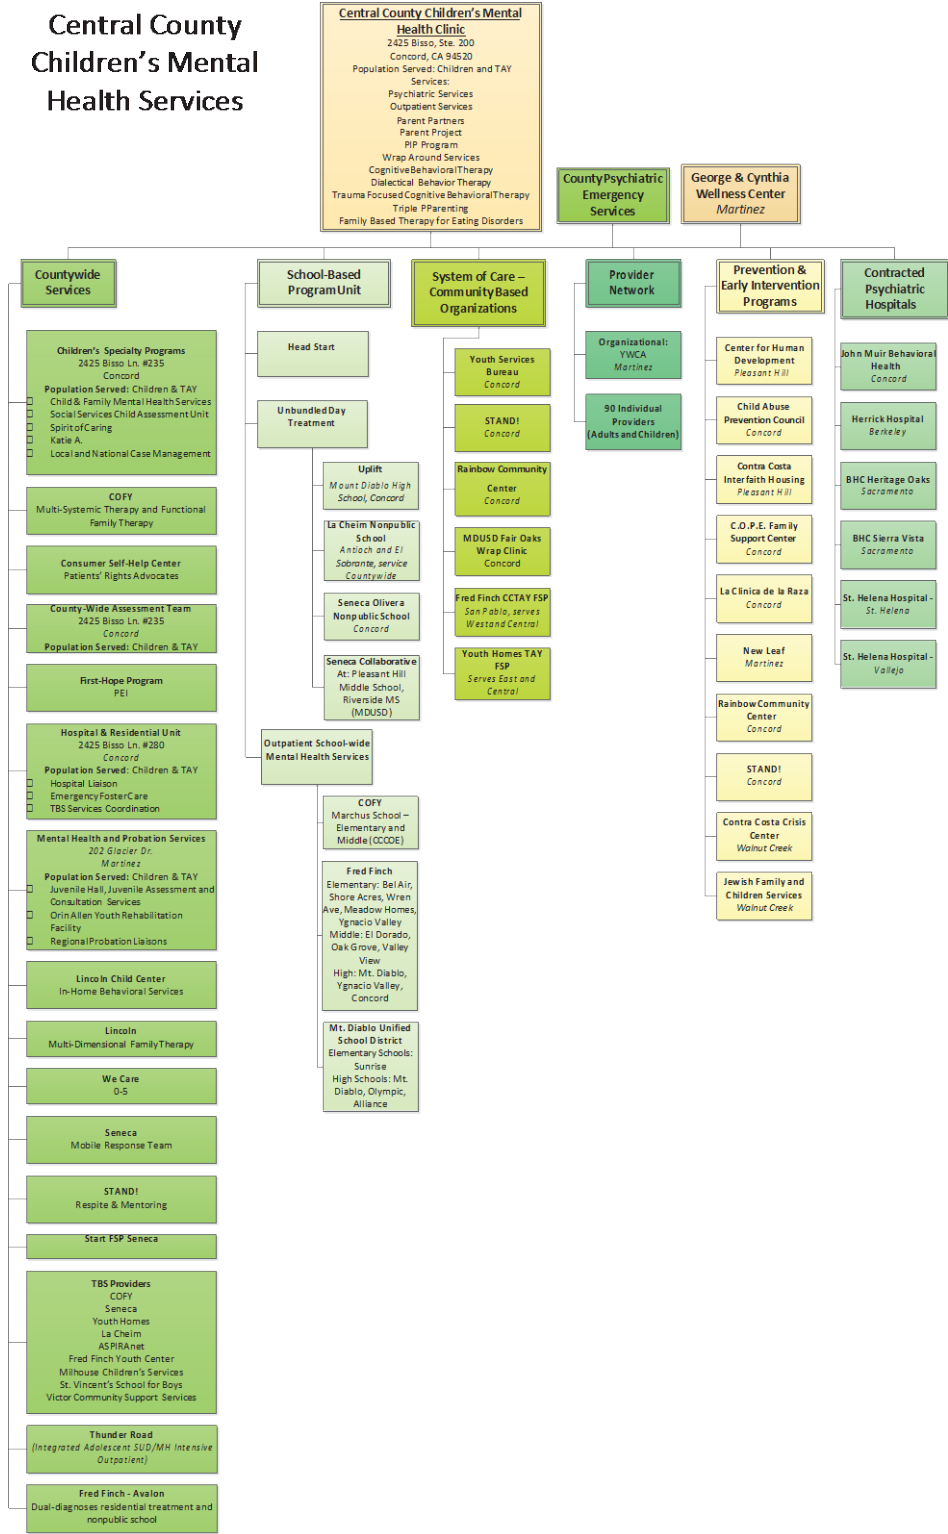 Central County
Children's Mental
Health Services
Central County Children's Mental
Health Clinic
2425 Bisso, Ste. 200
Concord, CA 94520
Population Served: Children and TAY
Services:
Psychiatric Services
Outpatient Services
Parent Partners
Parent Project
PIP Program
Wrap Around Services
Cognitive Behavioral Therapy
Dialectical Behavior Therapy
Trauma Focused Cognitive Behavioral Therapy
Triple P Parenting
Family Based Therapy for Eating Disorders
County Psychiatric
Emergency
Services
George & Cynthia
Wellness Center
Martinez
Countywide
Services
Children's Specialty Programs
2425 Bisso Ln. #235
Concord
Population Served: Children & TAY
Child & Family Mental Health Services
Social Services Child Assessment Unit
Spirit of Caring
Katie A.
Local and National Case Management
COFY
Multi-Systemic Therapy and Functional
Family Therapy
Consumer Self-Help Center
Patients' Rights Advocates
County-Wide Assessment Team
2425 Bisso Ln. #235
Concord
Population Served: Children & TAY
First-Hope Program
PEI
Hospital & Residential Unit
2425 Bisso Ln. #280
Concord
Population Served: Children & TAY
Hospital Liaison
Emergency Foster Care
TBS Services Coordination
Mental Health and Probation Services
202 Glacier Dr.
Martinez
Population Served: Children & TAY
Juvenile Hall, Juvenile Assessment and
Consultation Services
Orin Allen Youth Rehabilitation
Facility
Regional Probation Liaisons
Lincoln Child Center
In-Home Behavioral Services
Lincoln
Multi-Dimensional Family Therapy
We Care
0-5
Seneca
Mobile Response Team
STAND!
Respite & Mentoring
Start FSP Seneca
TBS Providers
COFY
Seneca
Youth Homes
La Cheim
ASPIRAnet
Fred Finch Youth Center
Milhouse Children's Services
St. Vincent's School for Boys
Victor Community Support Services
Thunder Road
(Integrated Adolescent SUD/MH Intensive
Outpatient)
Fred Finch - Avalon
Dual-diagnoses residential treatment and
nonpublic school
School-Based
Program Unit
Head Start
Unbundled Day
Treatment
Uplift
Mount Diablo High
School, Concord
La Cheim Nonpublic
School
Antioch and El
Sobrante, service
Countywide
Seneca Olivera
Nonpublic School
Concord
Seneca Collaborative
At: Pleasant Hill
Middle School,
Riverside MS
(MDUSD)
Outpatient School-wide
Mental Health Services
COFY
Marchus School –
Elementary and
Middle (CCCOE)
Fred Finch
Elementary: Bel Air,
Shore Acres, Wren
Ave, Meadow Homes,
Ygnacio Valley
Middle: El Dorado,
Oak Grove, Valley
View
High: Mt. Diablo,
Ygnacio Valley,
Concord
Mt. Diablo Unified
School District
Elementary Schools:
Sunrise
High Schools: Mt.
Diablo, Olympic,
Alliance
System of Care –
Community Based
Organizations
Youth Services
Bureau
Concord
STAND!
Concord
Rainbow Community
Center
Concord
MDUSD Fair Oaks
Wrap Clinic
Concord
Fred Finch CCTAY FSP
San Pablo, serves
West and Central
Youth Homes TAY
FSP
Serves East and
Central
Provider
Network
Organizational:
YWCA
Martinez
90 Individual
Providers
(Adults and Children)
Prevention &
Early Intervention
Programs
Center for Human
Development
Pleasant Hill
Child Abuse
Prevention Council
Concord
Contra Costa
Interfaith Housing
Pleasant Hill
C.O.P.E. Family
Support Center
Concord
La Clinica de la Raza
Concord
New Leaf
Martinez
Rainbow Community
Center
Concord
STAND!
Concord
Contra Costa Crisis
Center
Walnut Creek
Jewish Family and
Children Services
Walnut Creek
Contracted
Psychiatric
Hospitals
John Muir Behavioral
Health
Concord
Herrick Hospital
Berkeley
BHC Heritage Oaks
Sacramento
BHC Sierra Vista
Sacramento
St. Helena Hospital -
St. Helena
St. Helena Hospital -
Vallejo